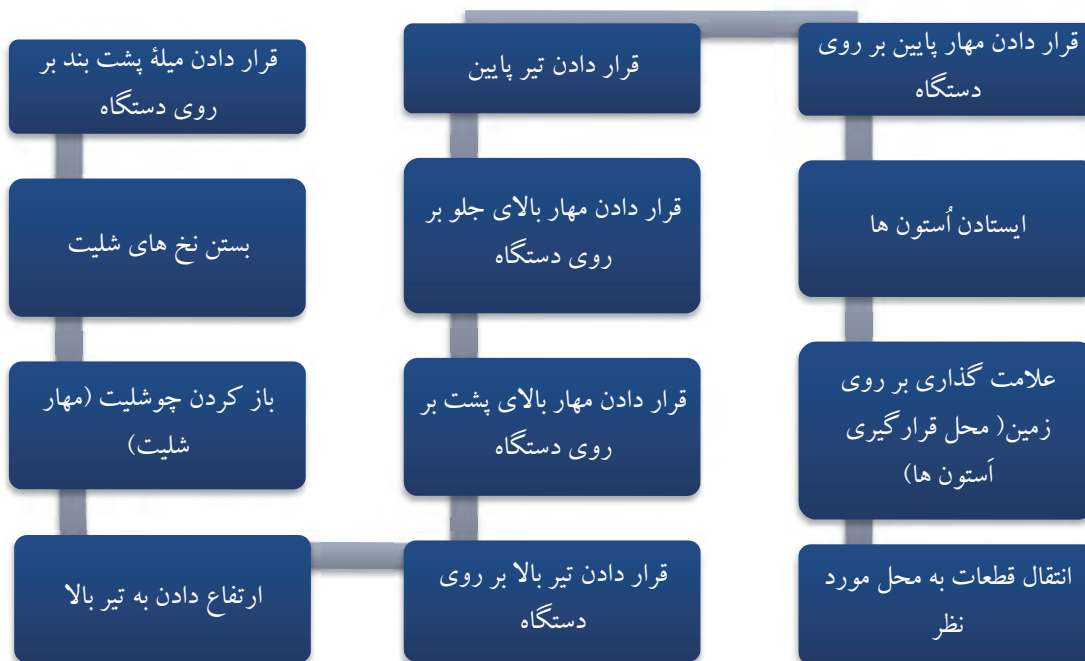 قرار دادن مهار پایین بر روی
دستگاه
ایستادن اُستون ها
علامت گذاری بر روی
زمین( محل قرارگیری
اَستون ها)
انتقال قطعات به محل مورد
نظر
قرار دادن تیر پایین
قرار دادن مهار بالای جلو بر
روی دستگاه
قرار دادن مهار بالای پشت بر
روی دستگاه
قرار دادن تیر بالا بر روی
دستگاه
قرار دادن میلهٔ پشت بند بر
روی دستگاه
بستن نخ های شلیت
باز کردن چوشلیت (مهار
شلیت)
ارتفاع دادن به تیر بالا